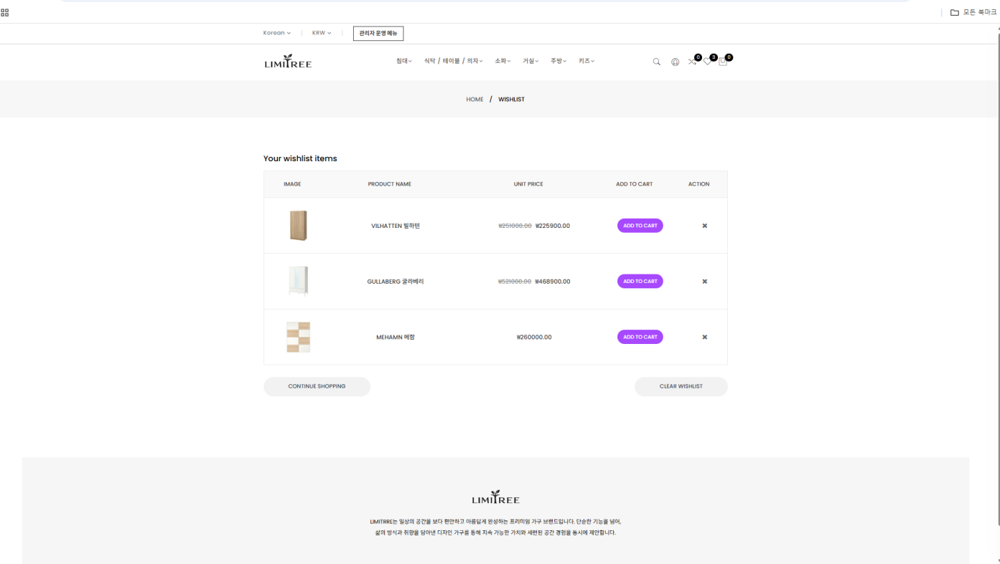 모든 북마크
Korean KRW 관리자 운영 메뉴
LIMITREE 침대 식탁 / 테이블 / 의자 소파 거실 주방 키즈 0 3 0
HOME / WISHLIST
Your wishlist items
IMAGE PRODUCT NAME UNIT PRICE ADD TO CART ACTION
VILHATTEN 빌하텐 ₩251000.00 ₩225900.00 ADD TO CART
GULLABERG 굴라베리 ₩521000.00 ₩468900.00 ADD TO CART
MEHAMN 메함 ₩260000.00 ADD TO CART
CONTINUE SHOPPING CLEAR WISHLIST
LIMITREE
LIMITRRE는 일상의 공간을 보다 편안하고 아름답게 완성하는 프리미엄 가구 브랜드입니다. 단순한 기능을 넘어,
삶의 방식과 취향을 담아낸 디자인 가구를 통해 지속 가능한 가치와 세련된 공간 경험을 동시에 제안합니다.